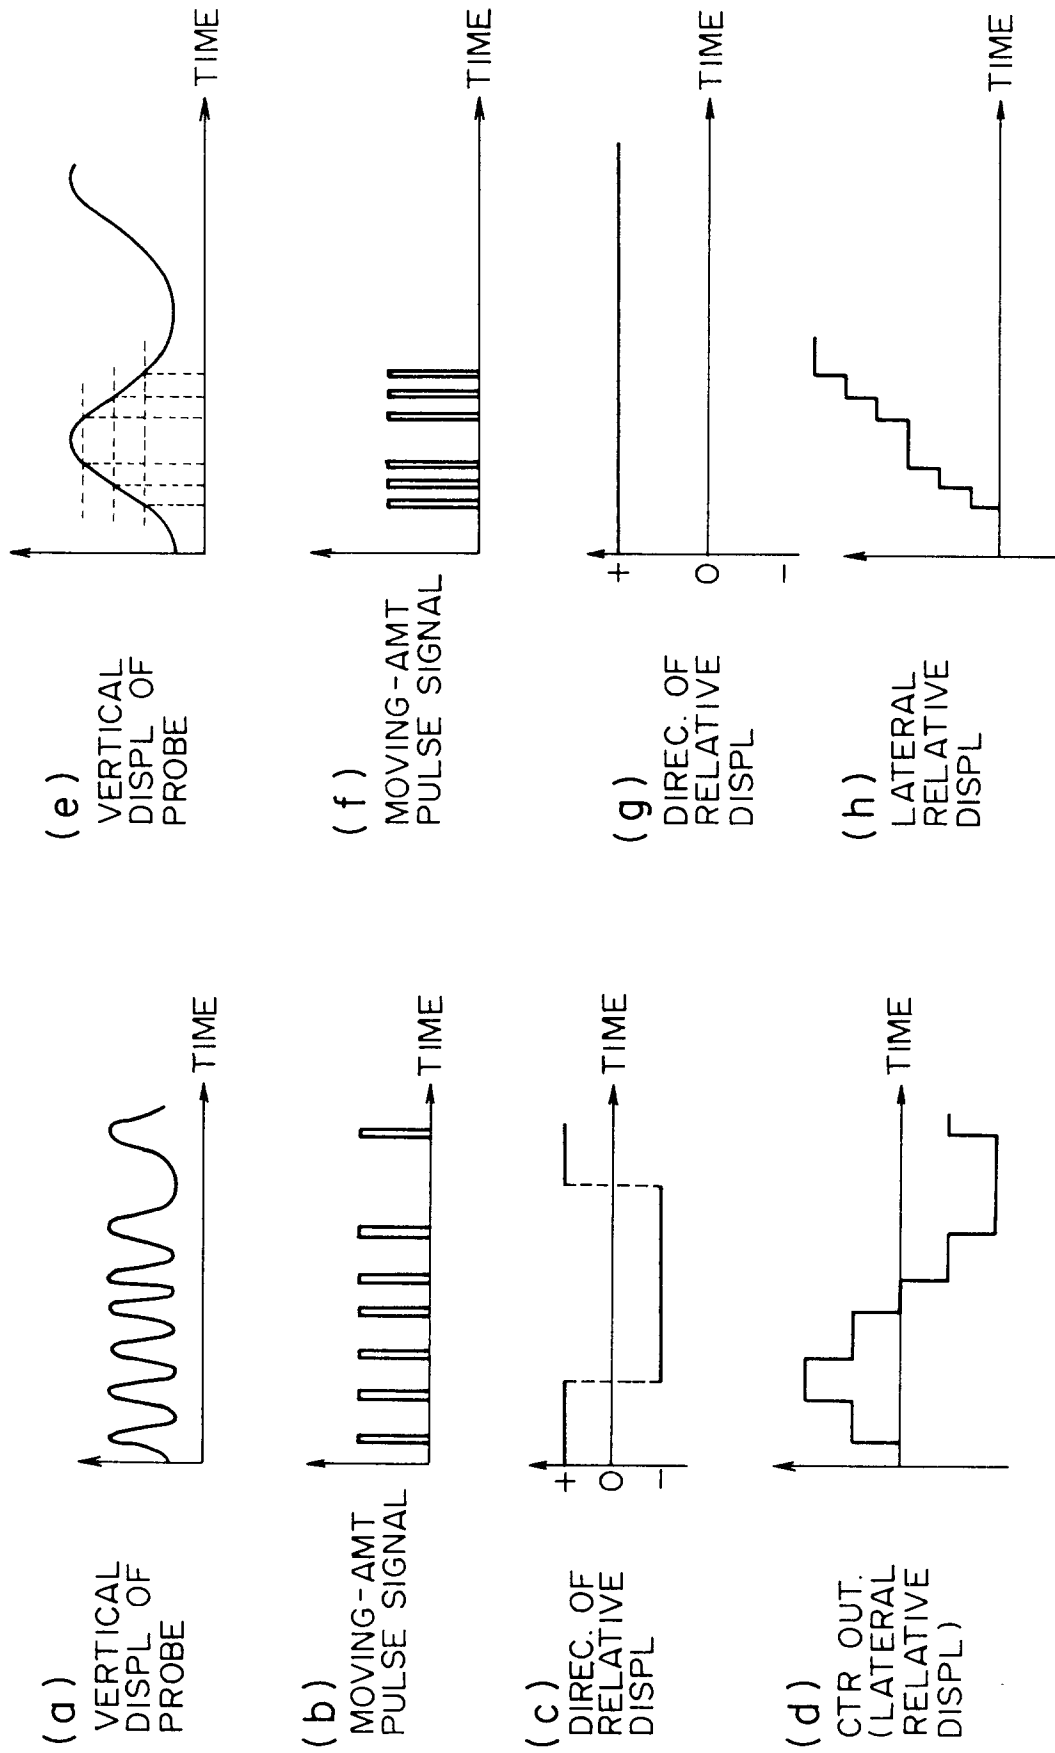 (a)
VERTICAL
DISPL OF
PROBE
TIME
(b)
MOVING-AMT
PULSE SIGNAL
TIME
(c)
DIREC. OF
RELATIVE
DISPL
+
0
-
TIME
(d)
CTR OUT.
(LATERAL
RELATIVE
DISPL)
TIME
(e)
VERTICAL
DISPL OF
PROBE
TIME
(f)
MOVING-AMT
PULSE SIGNAL
TIME
(g)
DIREC. OF
RELATIVE
DISPL
+
0
-
TIME
(h)
LATERAL
RELATIVE
DISPL
TIME